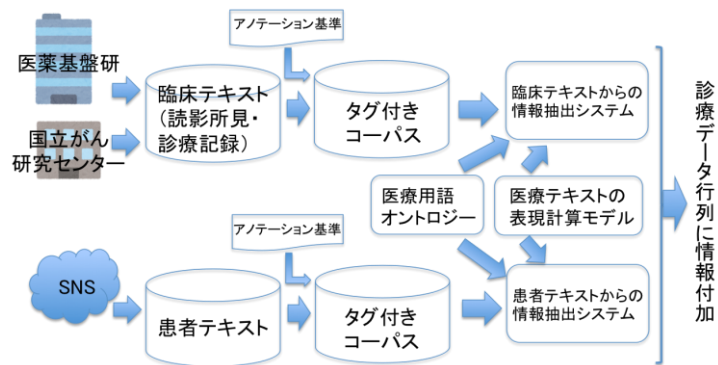 アノテーション基準
医薬基盤研
国立がん
研究センター
臨床テキスト
(読影所見・
診療記録)
タグ付き
コーパス
臨床テキストからの
情報抽出システム
医療用語
オントロジー
医療テキストの
表現計算モデル
アノテーション基準
SNS
患者テキスト
タグ付き
コーパス
患者テキストからの
情報抽出システム
診療データ行列に情報付加